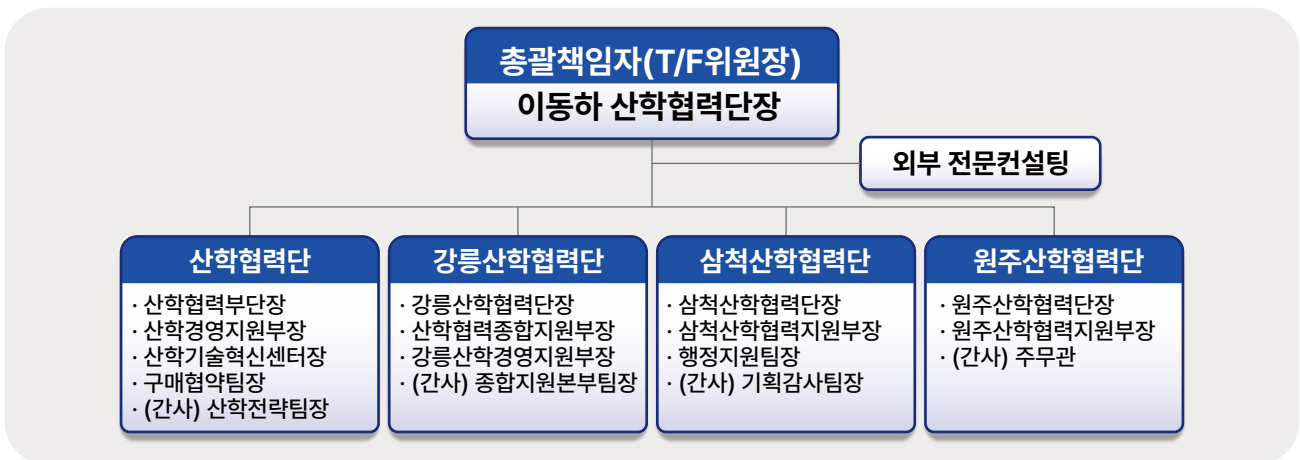 총괄책임자(T/F위원장)
이동하 산학협력단장
외부 전문컨설팅
산학협력단
· 산학협력부단장
· 산학경영지원부장
· 산학기술혁신센터장
· 구매협약팀장
· (간사) 산학전략팀장
강릉산학협력단
· 강릉산학협력단장
· 산학협력종합지원부장
· 강릉산학경영지원부장
· (간사) 종합지원본부팀장
삼척산학협력단
· 삼척산학협력단장
· 삼척산학협력지원부장
· 행정지원팀장
· (간사) 기획감사팀장
원주산학협력단
· 원주산학협력단장
· 원주산학협력지원부장
· (간사) 주무관